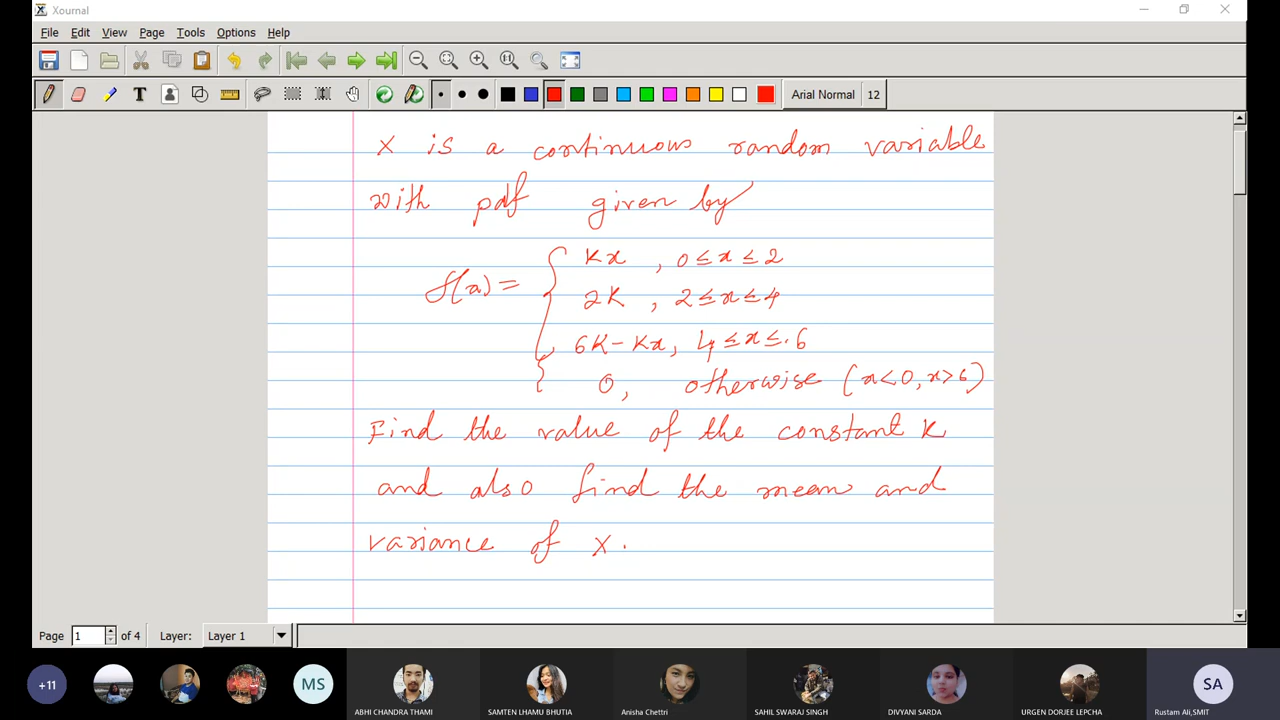 Xournal
File Edit View Page Tools Options Help
Arial Normal 12
X is a continuous random variable
with pdf given by
f(x) = { kx , 0 ≤ x ≤ 2
2K , 2 ≤ x ≤ 4
6K - Kx, 4 ≤ x ≤ . 6
0, otherwise (x < 0, x > 6)
Find the value of the constant K
and also find the mean and
variance of X.
Page 1 of 4 Layer: Layer 1
+11 MS SA
ABHI CHANDRA THAMI SAMTEN LHAMU BHUTIA Anisha Chettri SAHIL SWARAJ SINGH DIVYANI SARDA URGEN DORJEE LEPCHA Rustam Ali,SMIT